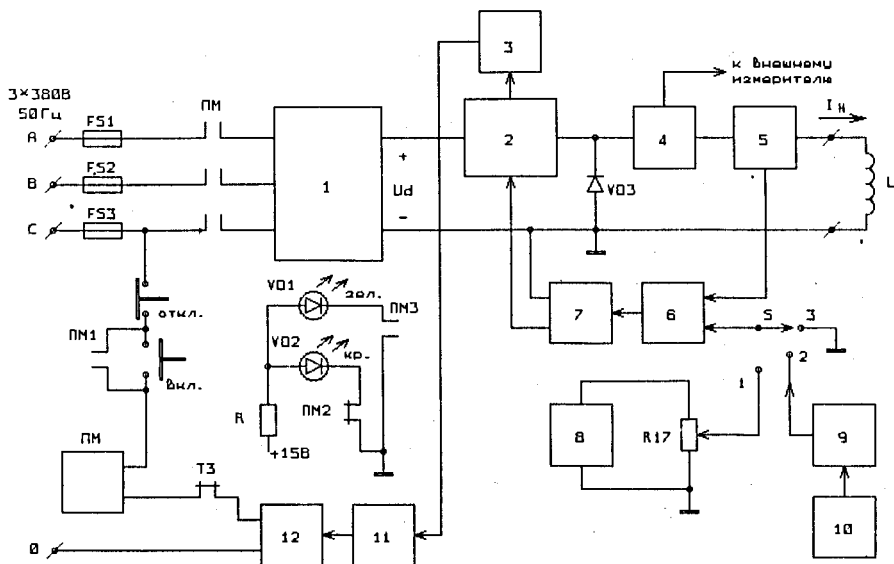 3
к внешнему
измерителю
3×380В
50Гц
ПМ
I н
А
FS1
1
+
2
4
5
В
FS2
Ud
VD3
L
С
FS3
-
VD1
зел.
ПМ3
откл.
7
6
S
3
ПМ1
VD2
кр.
2
Вкл.
1
R
ПМ2
8
R17
9
ПМ
+15В
Т3
10
12
11
0